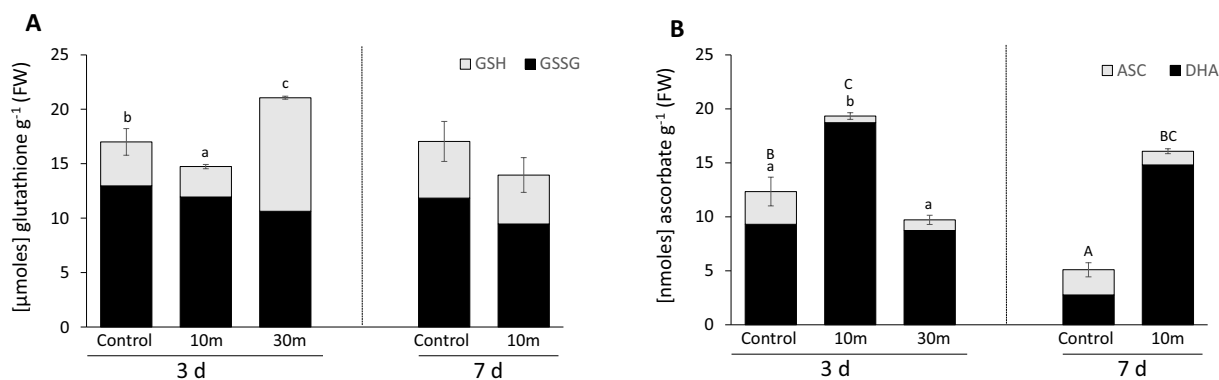 A
[µmoles] glutathione g⁻¹ (FW)
25
20
15
10
5
0
GSH GSSG
b
a
c
Control 10m 30m Control 10m
3 d 7 d
B
[nmoles] ascorbate g⁻¹ (FW)
25
20
15
10
5
0
ASC DHA
B
a
C
b
a
A
BC
Control 10m 30m Control 10m
3 d 7 d